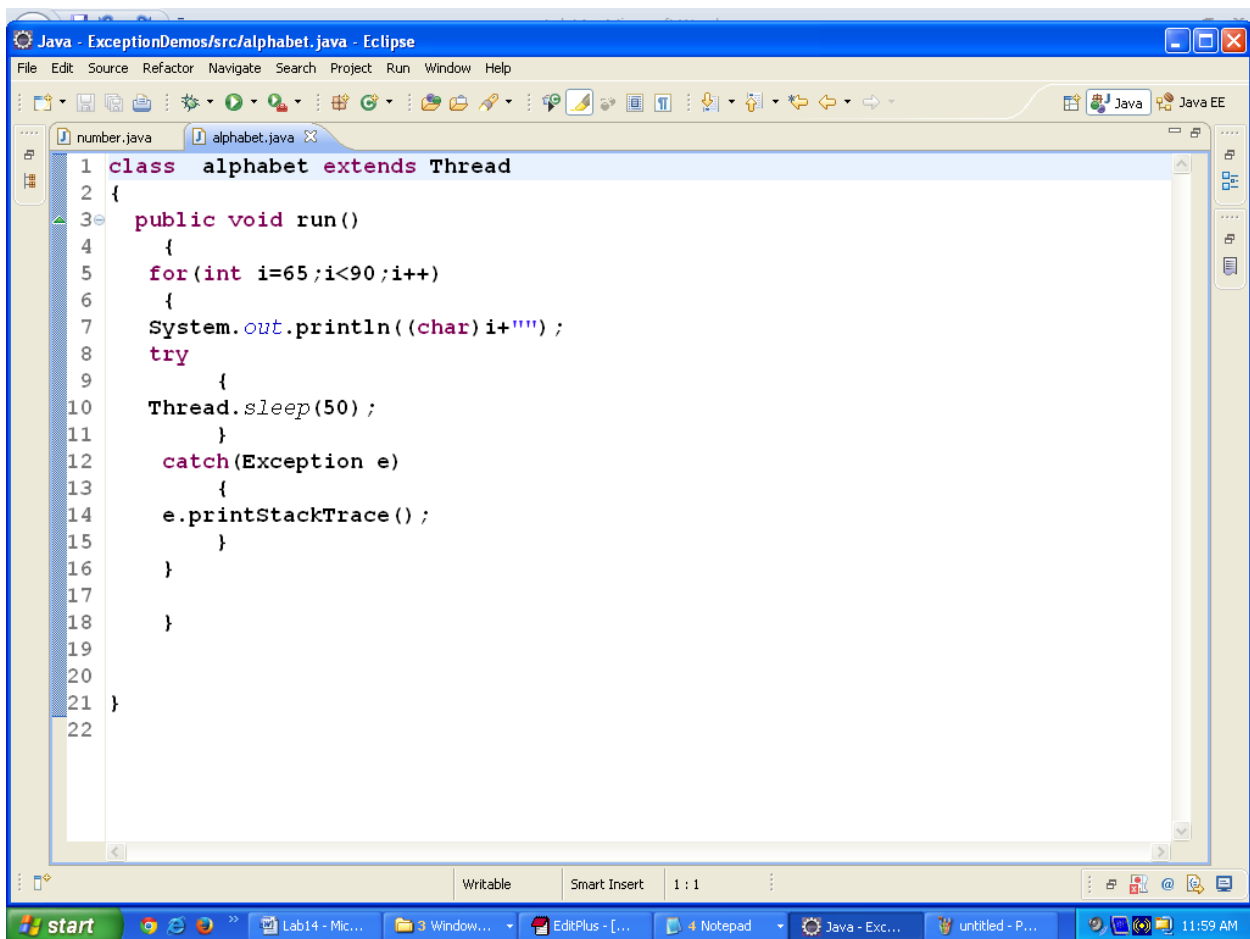 Java - ExceptionDemos/src/alphabet.java - Eclipse
File Edit Source Refactor Navigate Search Project Run Window Help
Java Java EE
number.java alphabet.java
1 class  alphabet extends Thread
2 {
3 public void run()
4 {
5 for(int i=65;i<90;i++)
6 {
7 System.out.println((char)i+"");
8 try
9 {
10 Thread.sleep(50);
11 }
12 catch(Exception e)
13 {
14 e.printStackTrace();
15 }
16 }
17
18 }
19
20
21 }
22
Writable Smart Insert 1 : 1
start Lab14 - Mic... 3 Window... EditPlus - [... 4 Notepad Java - Exc... untitled - P... 11:59 AM